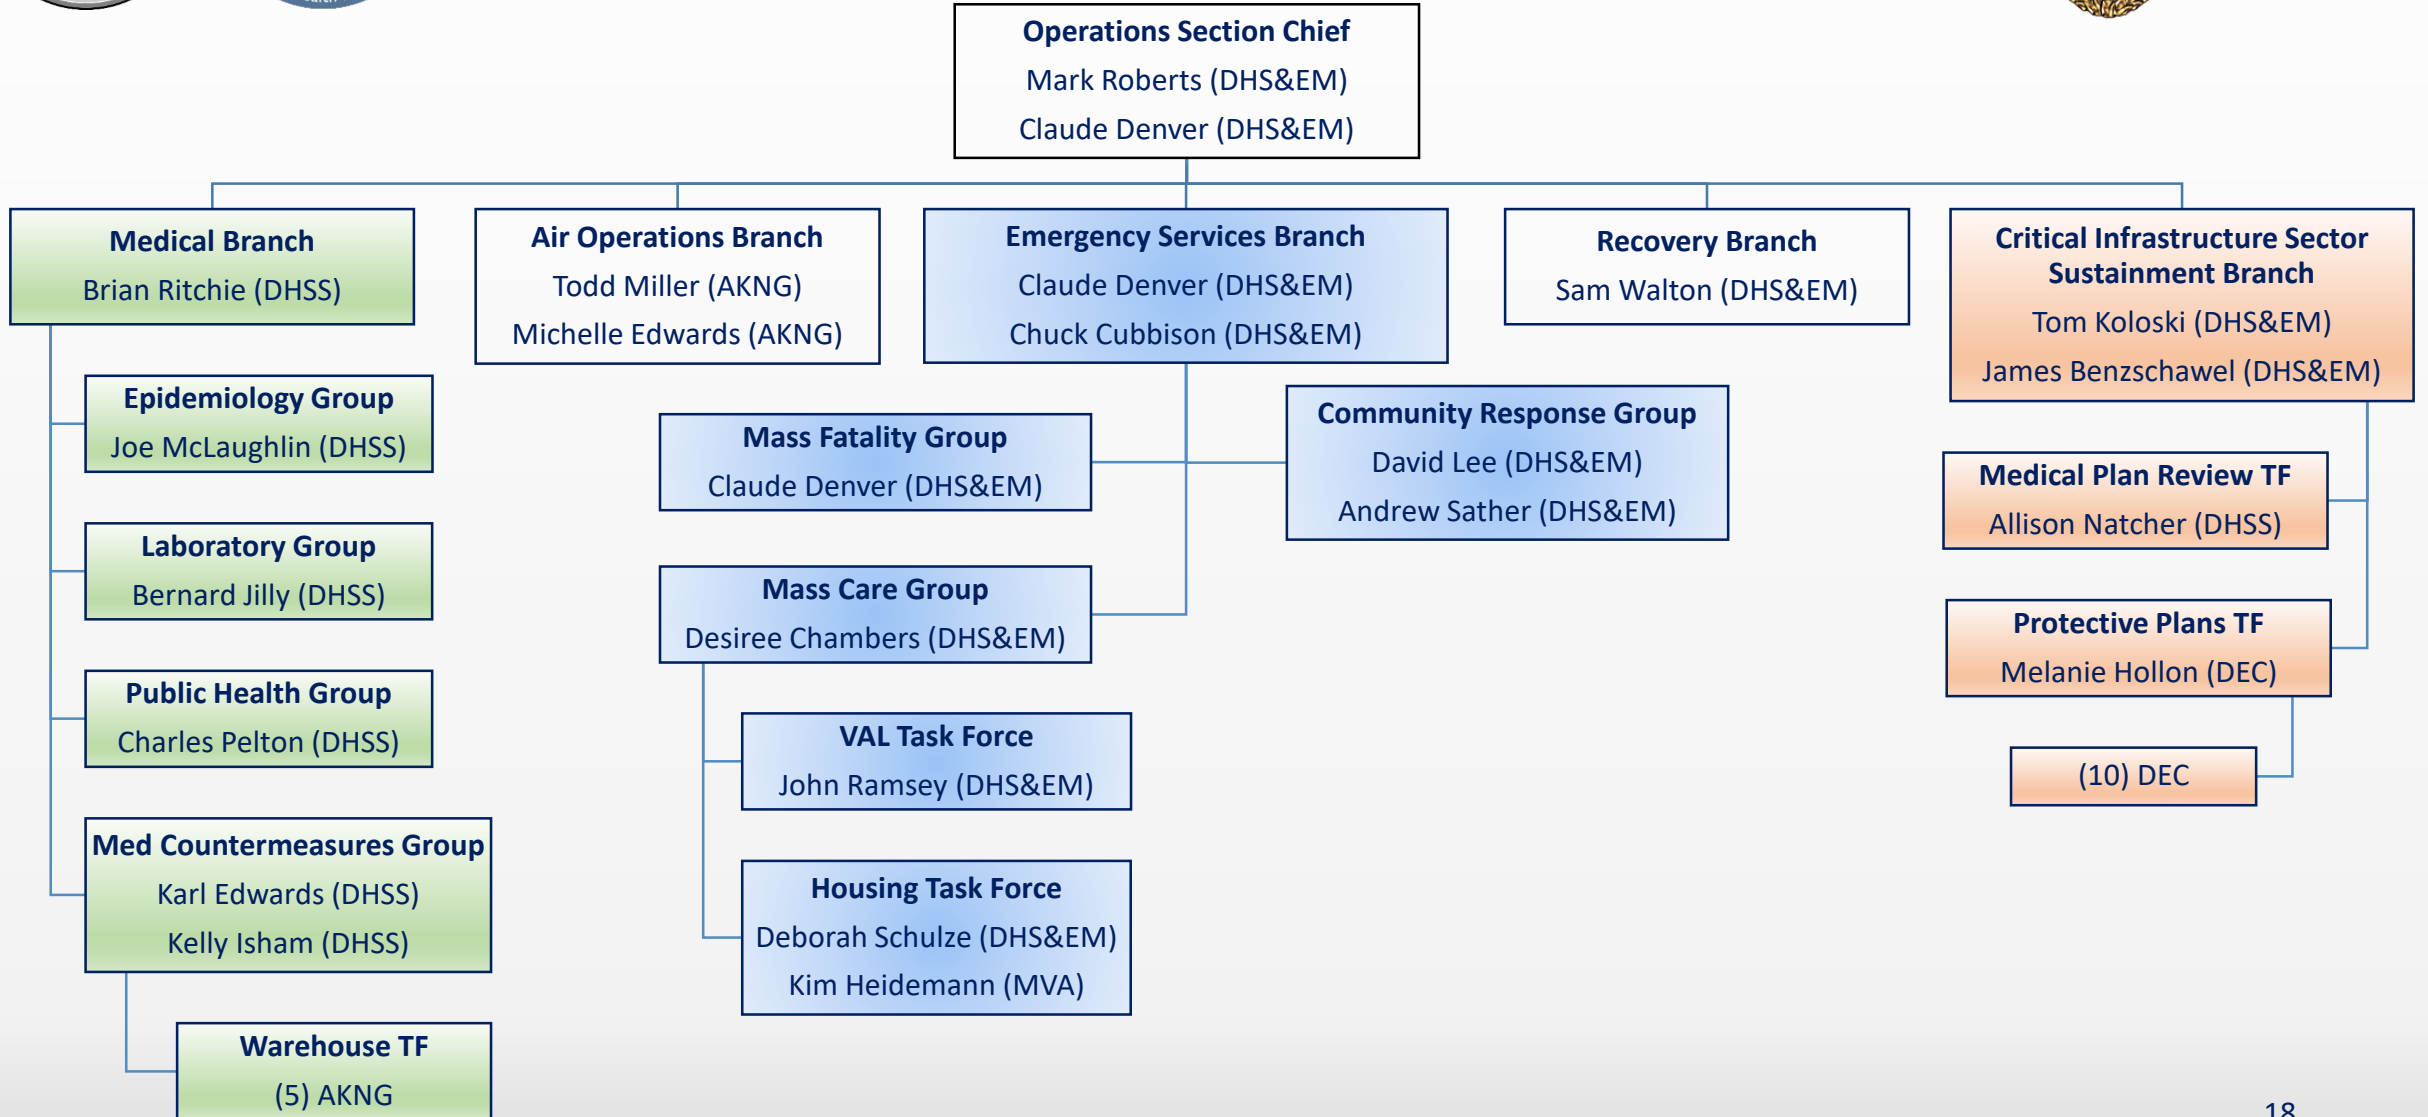 Health
Operations Section Chief
Mark Roberts (DHS&EM)
Claude Denver (DHS&EM)
Medical Branch
Brian Ritchie (DHSS)
Air Operations Branch
Todd Miller (AKNG)
Michelle Edwards (AKNG)
Emergency Services Branch
Claude Denver (DHS&EM)
Chuck Cubbison (DHS&EM)
Recovery Branch
Sam Walton (DHS&EM)
Critical Infrastructure Sector
Sustainment Branch
Tom Koloski (DHS&EM)
James Benzschawel (DHS&EM)
Epidemiology Group
Joe McLaughlin (DHSS)
Laboratory Group
Bernard Jilly (DHSS)
Public Health Group
Charles Pelton (DHSS)
Med Countermeasures Group
Karl Edwards (DHSS)
Kelly Isham (DHSS)
Warehouse TF
(5) AKNG
Mass Fatality Group
Claude Denver (DHS&EM)
Community Response Group
David Lee (DHS&EM)
Andrew Sather (DHS&EM)
Mass Care Group
Desiree Chambers (DHS&EM)
VAL Task Force
John Ramsey (DHS&EM)
Housing Task Force
Deborah Schulze (DHS&EM)
Kim Heidemann (MVA)
Medical Plan Review TF
Allison Natcher (DHSS)
Protective Plans TF
Melanie Hollon (DEC)
(10) DEC
18